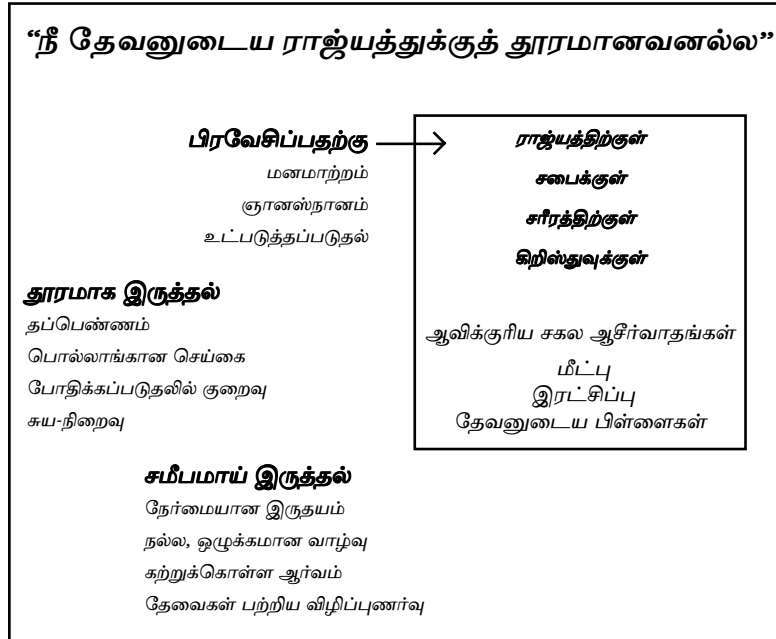 “நீ தேவனுடைய ராஜ்யத்துக்குத் தூரமானவனல்ல”
பிரவேசிப்பதற்கு
மனமாற்றம்
ஞானஸ்நானம்
உட்படுத்தப்படுதல்
ராஜ்யத்திற்குள்
சபைக்குள்
சரீரத்திற்குள்
கிறிஸ்துவுக்குள்
ஆவிக்குரிய சகல ஆசீர்வாதங்கள்
மீட்பு
இரட்சிப்பு
தேவனுடைய பிள்ளைகள்
தூரமாக இருத்தல்
தப்பெண்ணம்
பொல்லாங்கான செய்கை
போதிக்கப்படுதலில் குறைவு
சுய-நிறைவு
சமீபமாய் இருத்தல்
நேர்மையான இருதயம்
நல்ல, ஒழுக்கமான வாழ்வு
கற்றுக்கொள்ள ஆர்வம்
தேவைகள் பற்றிய விழிப்புணர்வு